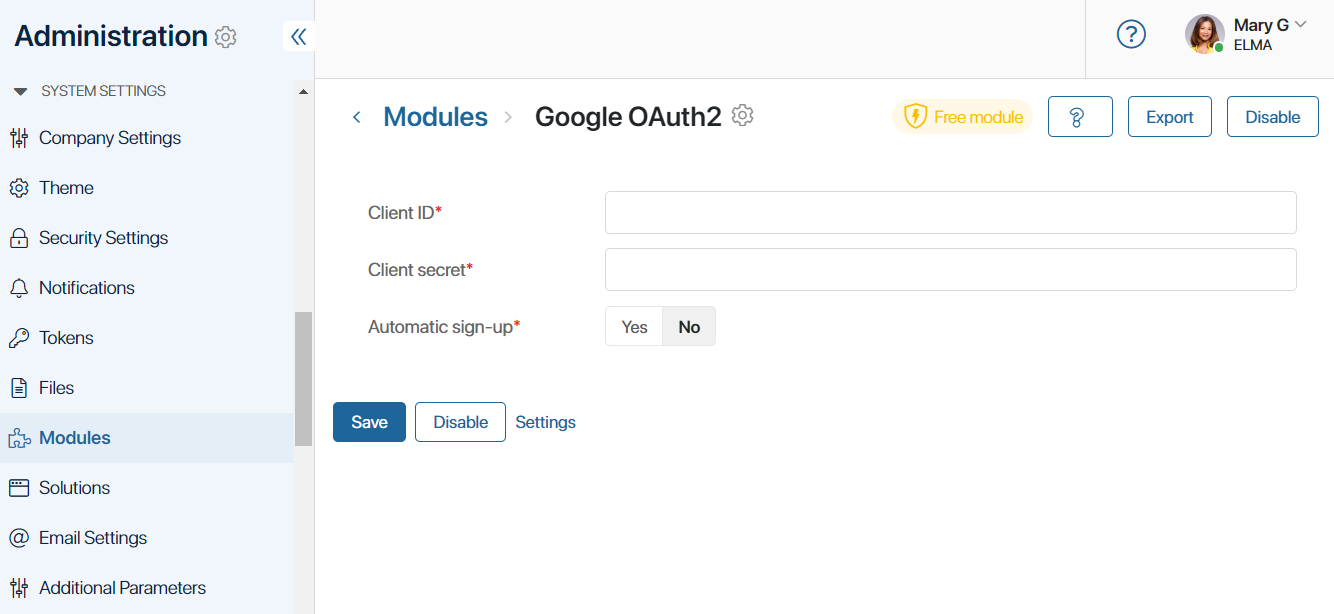 Administration
SYSTEM SETTINGS
Company Settings
Theme
Security Settings
Notifications
Tokens
Files
Modules
Solutions
@ Email Settings
Additional Parameters
?
Mary G
ELMA
Modules
Google OAuth2
Free module
?
Export
Disable
Client ID*
Client secret*
Automatic sign-up*
Yes
No
Save
Disable
Settings